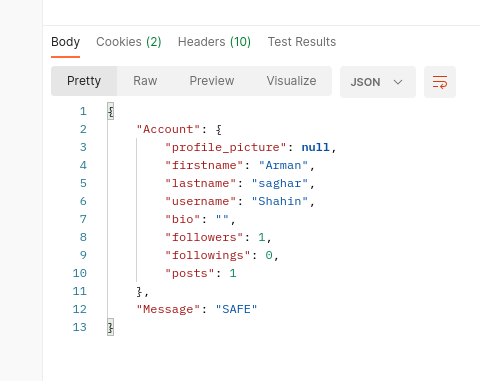 Body Cookies (2) Headers (10) Test Results
Pretty Raw Preview Visualize JSON
1 {
2 "Account": {
3 "profile_picture": null,
4 "firstname": "Arman",
5 "lastname": "saghar",
6 "username": "Shahin",
7 "bio": "",
8 "followers": 1,
9 "followings": 0,
10 "posts": 1
11 },
12 "Message": "SAFE"
13 }